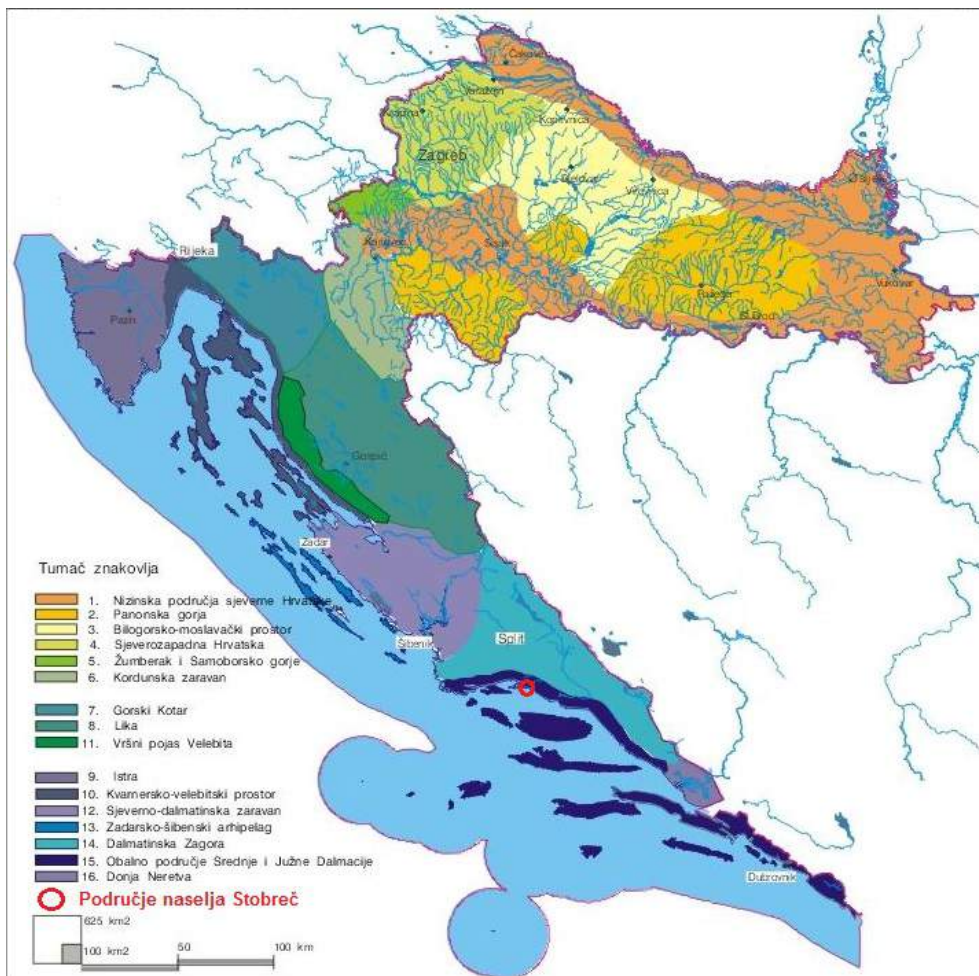 Čakovec
Varaždin
Krapina
Koprivnica
Zagreb
Bjelovar
Virovitica
Osijek
Karlovac
Sisak
Rijeka
Požega
Vukovar
Sl.Brod
Pazin
Gospić
Zadar
Šibenik
Split
Dubrovnik
Tumač znakovlja
1. Nizinska područja sjeverne Hrvatske
2. Panonska gorja
3. Bilogorsko-moslavački prostor
4. Sjeverozapadna Hrvatska
5. Žumberak i Samoborsko gorje
6. Kordunska zaravan
7. Gorski Kotar
8. Lika
11. Vršni pojas Velebita
9. Istra
10. Kvarnersko-velebitski prostor
12. Sjeverno-dalmatinska zaravan
13. Zadarsko-šibenski arhipelag
14. Dalmatinska Zagora
15. Obalno područje Srednje i Južne Dalmacije
16. Donja Neretva
Područje naselja Stobreč
625 km2
100 km2
50
100 km